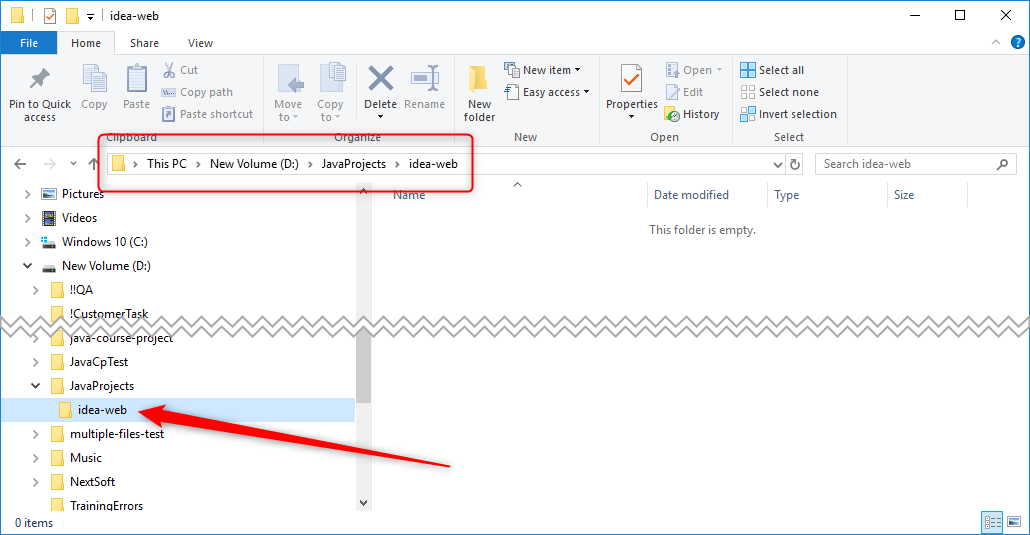 idea-web
File Home Share View
Pin to Quick access
Copy
Paste
Cut
Copy path
Paste shortcut
Clipboard
Move to
Copy to
Delete
Rename
Organize
New folder
New item
Easy access
New
Properties
Open
Edit
History
Open
Select all
Select none
Invert selection
Select
This PC New Volume (D:) JavaProjects idea-web
Search idea-web
Pictures
Videos
Windows 10 (C:)
New Volume (D:)
!!QA
!CustomerTask
java-course-project
JavaCpTest
JavaProjects
idea-web
multiple-files-test
Music
NextSoft
TrainingErrors
Name Date modified Type Size
This folder is empty.
0 items